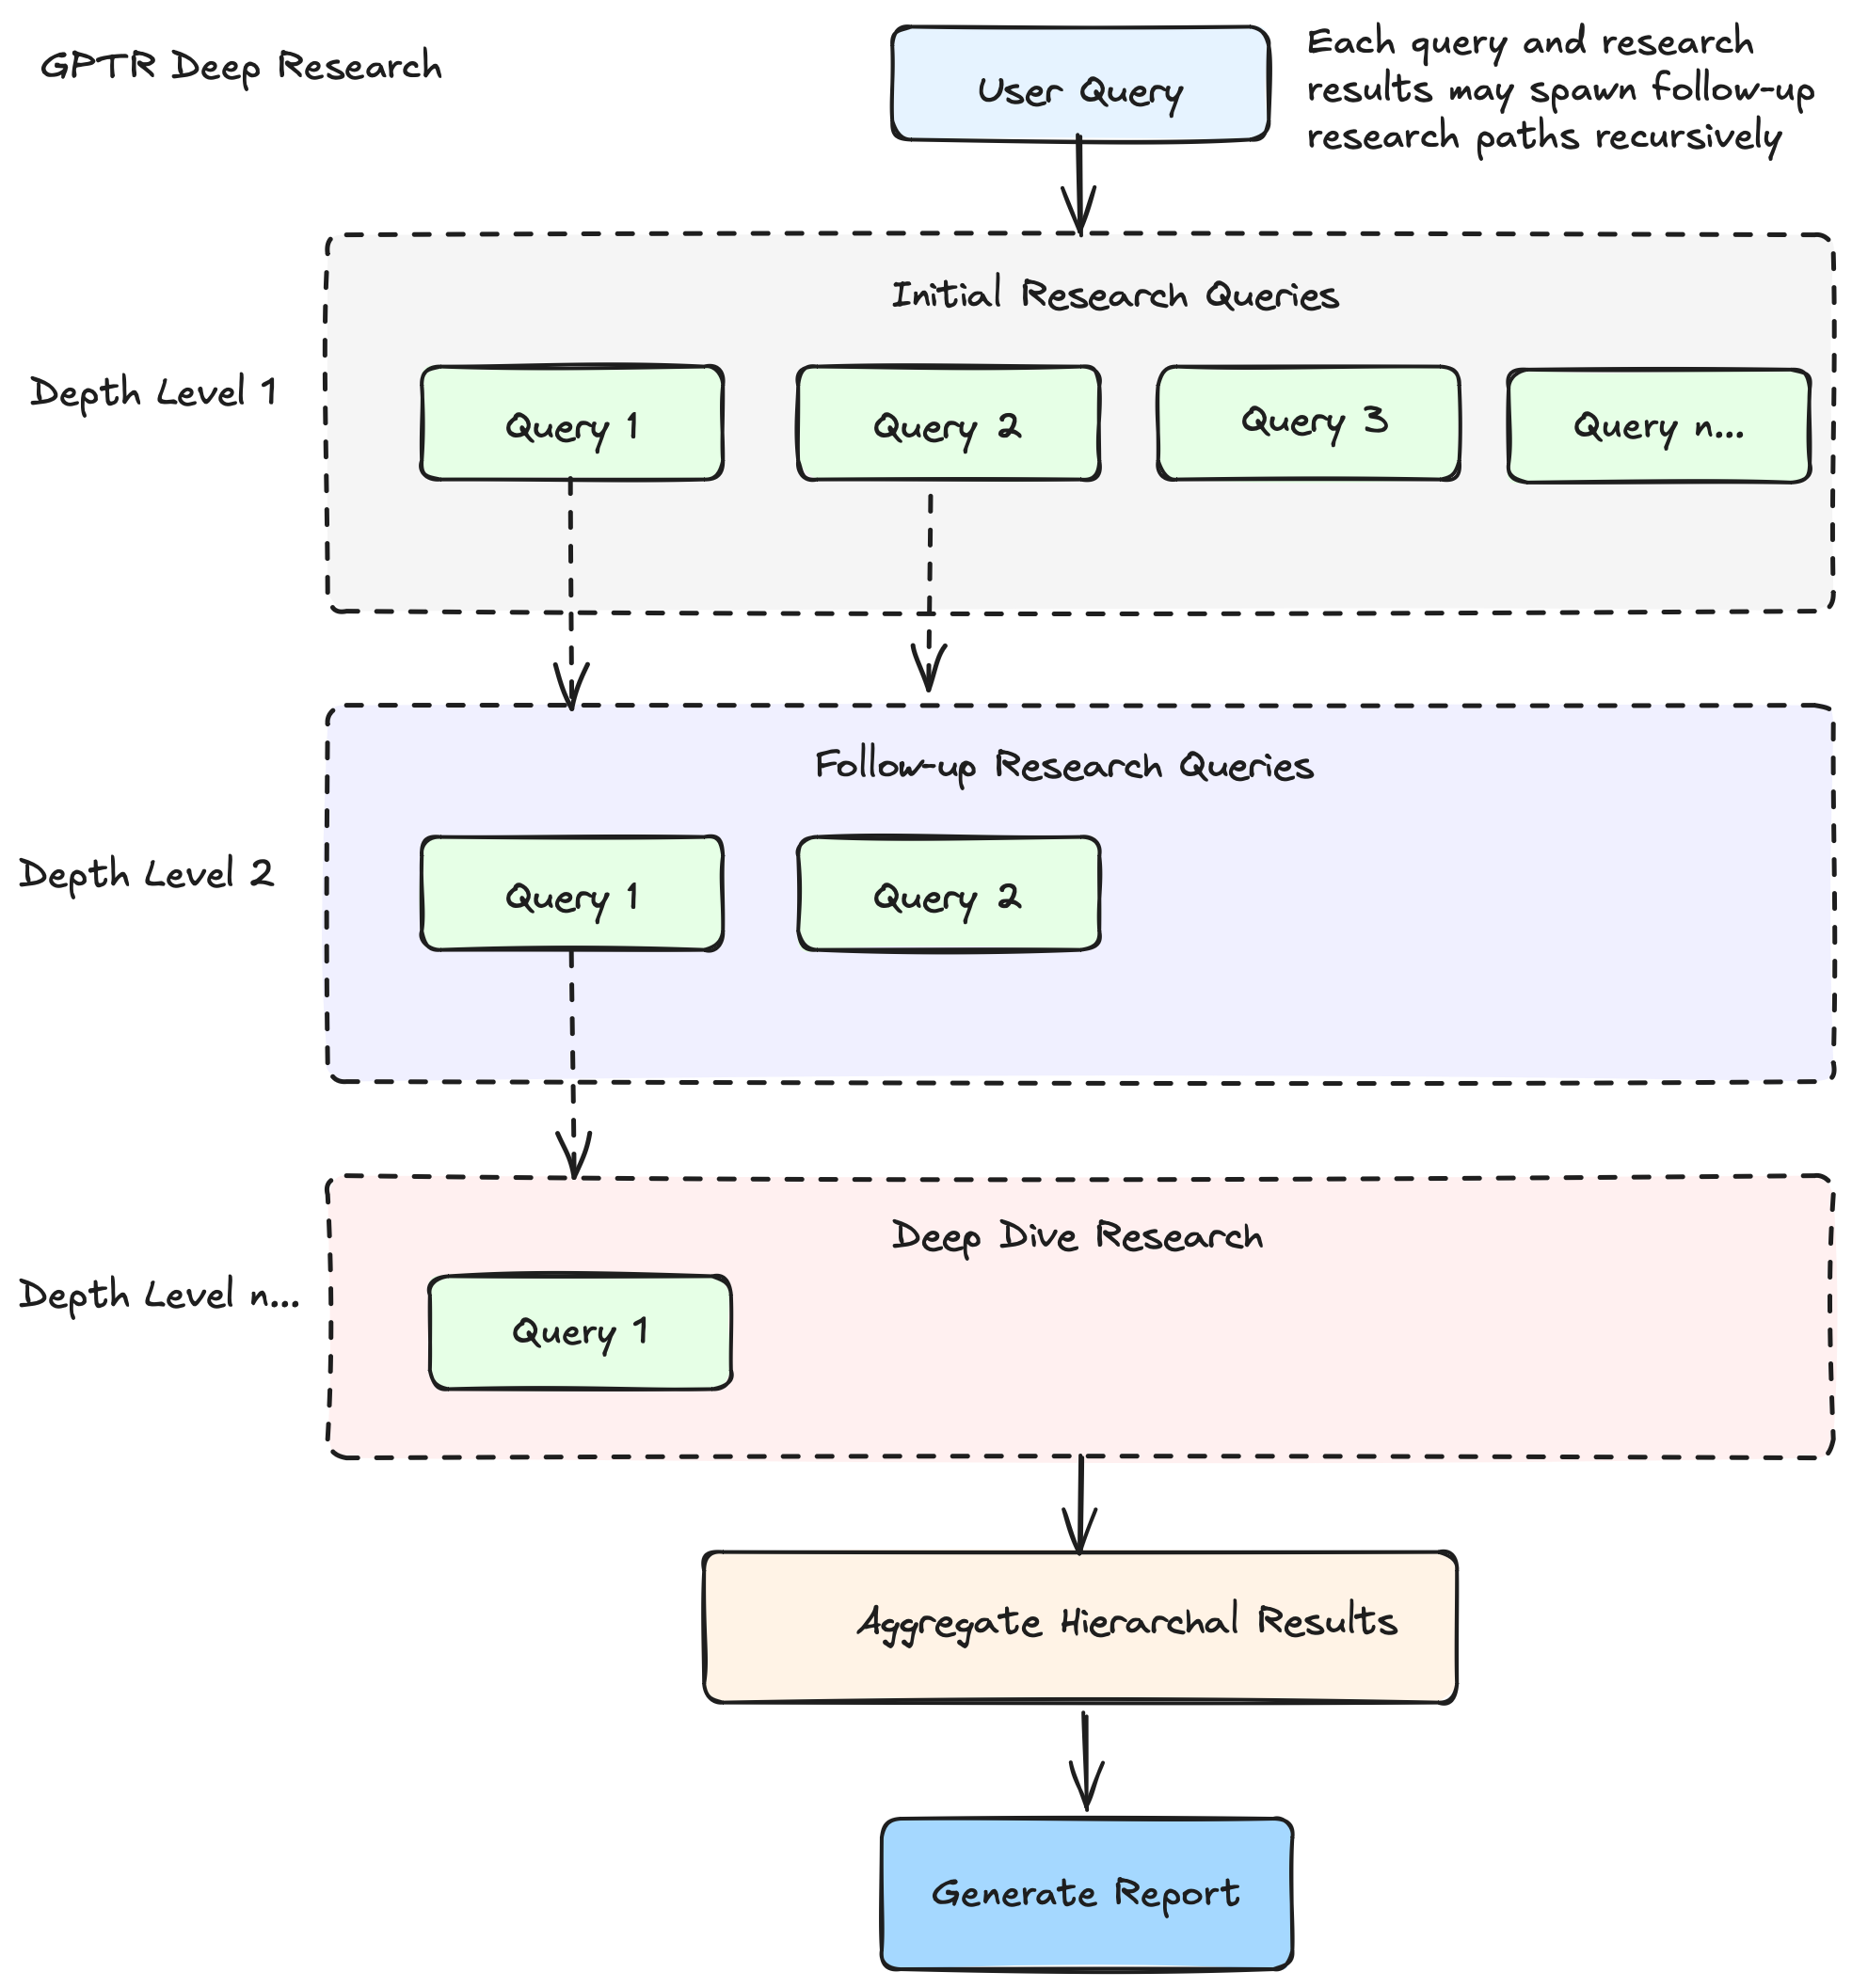 GPTR Deep Research
User Query
Each query and research
results may spawn follow-up
research paths recursively
Initial Research Queries
Depth Level 1
Query 1
Query 2
Query 3
Query n...
Follow-up Research Queries
Depth Level 2
Query 1
Query 2
Deep Dive Research
Depth Level n...
Query 1
Aggregate Hierarchal Results
Generate Report